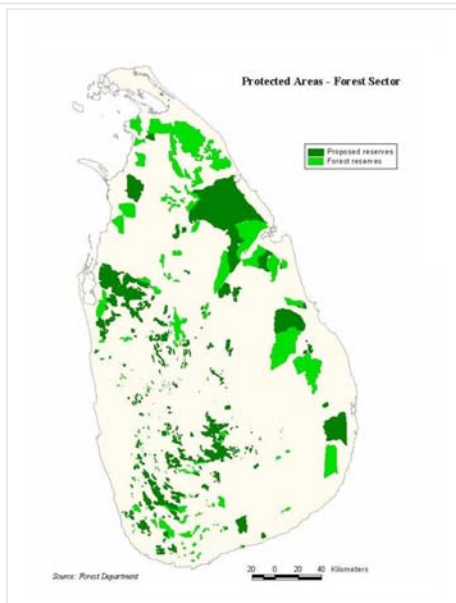 Protected Areas - Forest Sector
Proposed reserves
Forest reserves
20 0 20 40 Kilometers
Source: Forest Department